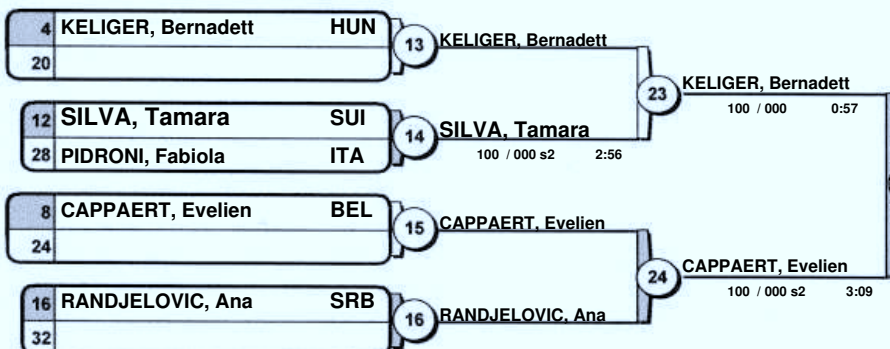 4 KELIGER, Bernadett HUN
20
13
KELIGER, Bernadett
12 SILVA, Tamara SUI
28 PIDRONI, Fabiola ITA
14
SILVA, Tamara
100 / 000 s2 2:56
23
KELIGER, Bernadett
100 / 000 0:57
8 CAPPAERT, Evelien BEL
24
15
CAPPAERT, Evelien
16 RANDJELOVIC, Ana SRB
32
16
RANDJELOVIC, Ana
24
CAPPAERT, Evelien
100 / 000 s2 3:09